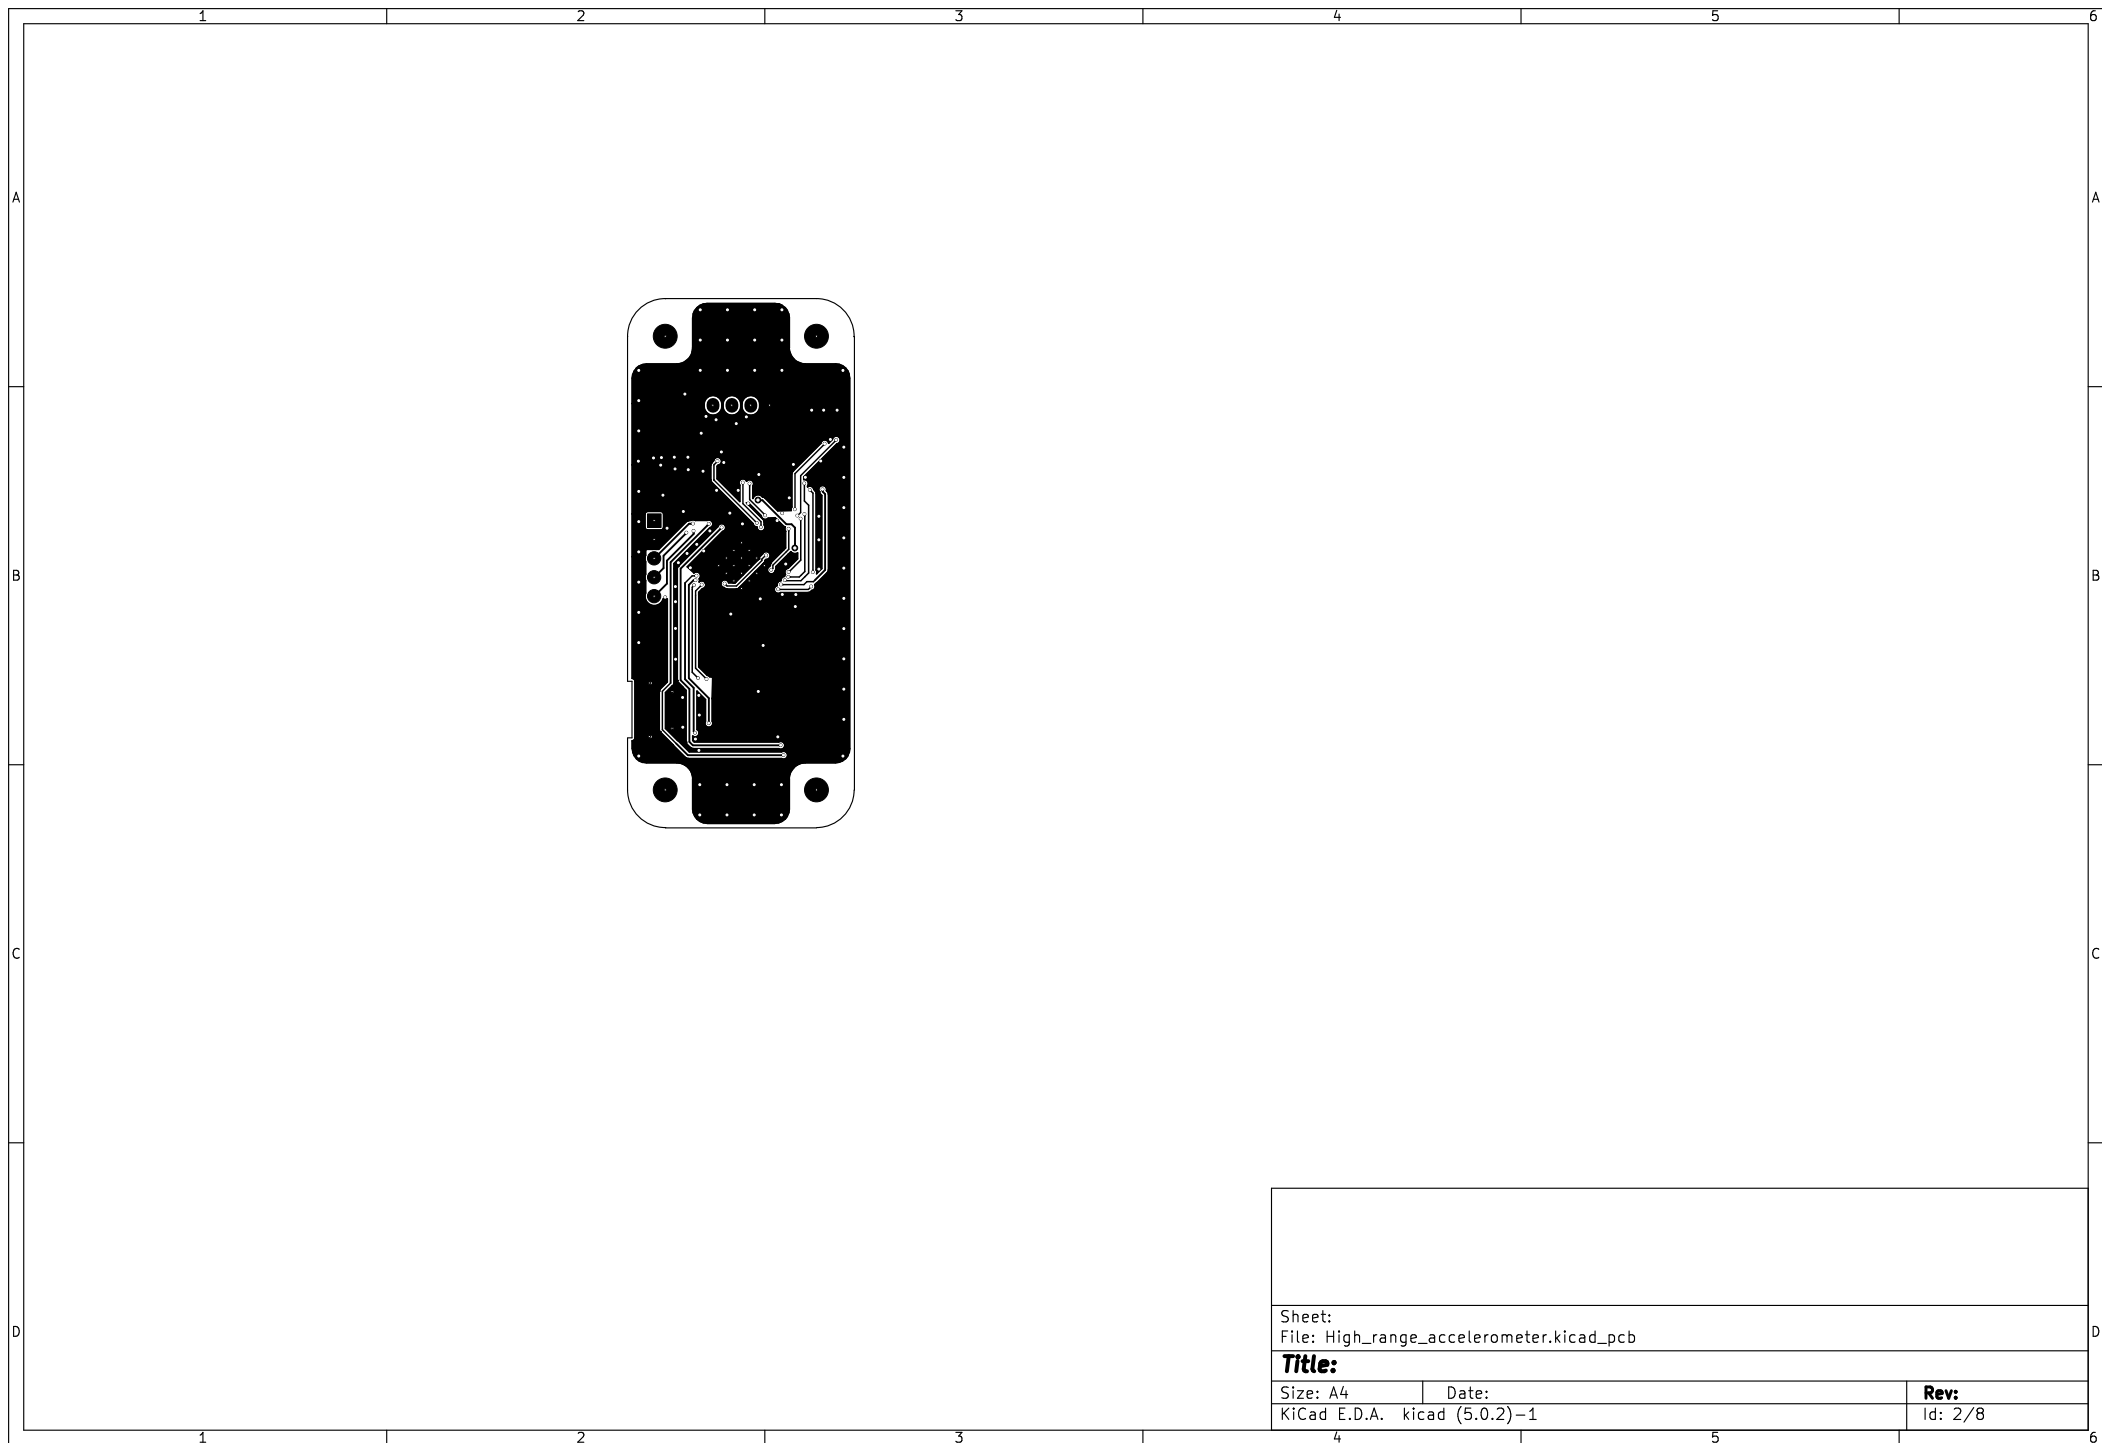 1 2 3 4 5 6
A A
B B
C C
Sheet:
File: High_range_accelerometer.kicad_pcb
D D
Title:
Size: A4 Date: Rev:
KiCad E.D.A. kicad (5.0.2)-1 Id: 2/8
1 2 3 4 5 6